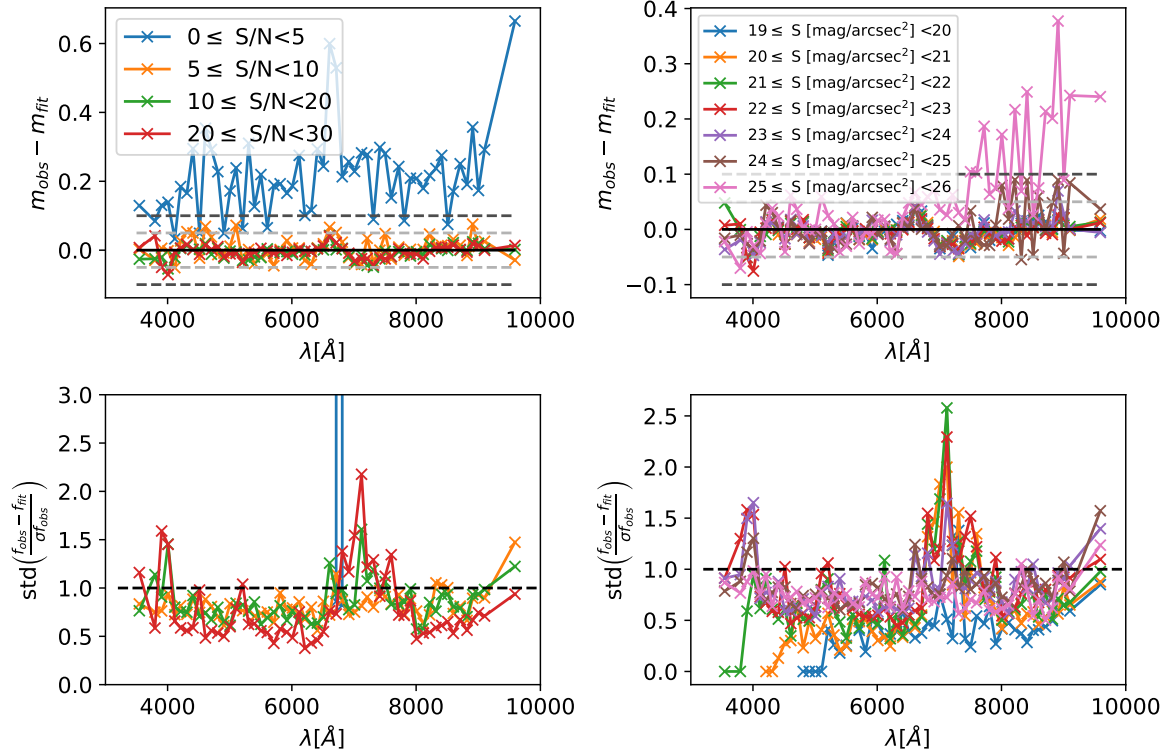 0.6
0.4
0.2
0.0
m_obs − m_fit
0 ≤ S/N<5
5 ≤ S/N<10
10 ≤ S/N<20
20 ≤ S/N<30
4000 6000 8000 10000
λ[Å]
0.4
0.3
0.2
0.1
0.0
−0.1
m_obs − m_fit
19 ≤ S [mag/arcsec²] <20
20 ≤ S [mag/arcsec²] <21
21 ≤ S [mag/arcsec²] <22
22 ≤ S [mag/arcsec²] <23
23 ≤ S [mag/arcsec²] <24
24 ≤ S [mag/arcsec²] <25
25 ≤ S [mag/arcsec²] <26
4000 6000 8000 10000
λ[Å]
3.0
2.5
2.0
1.5
1.0
0.5
0.0
std(f_obs − f_fit / σf_obs)
4000 6000 8000 10000
λ[Å]
2.5
2.0
1.5
1.0
0.5
0.0
std(f_obs − f_fit / σf_obs)
4000 6000 8000 10000
λ[Å]